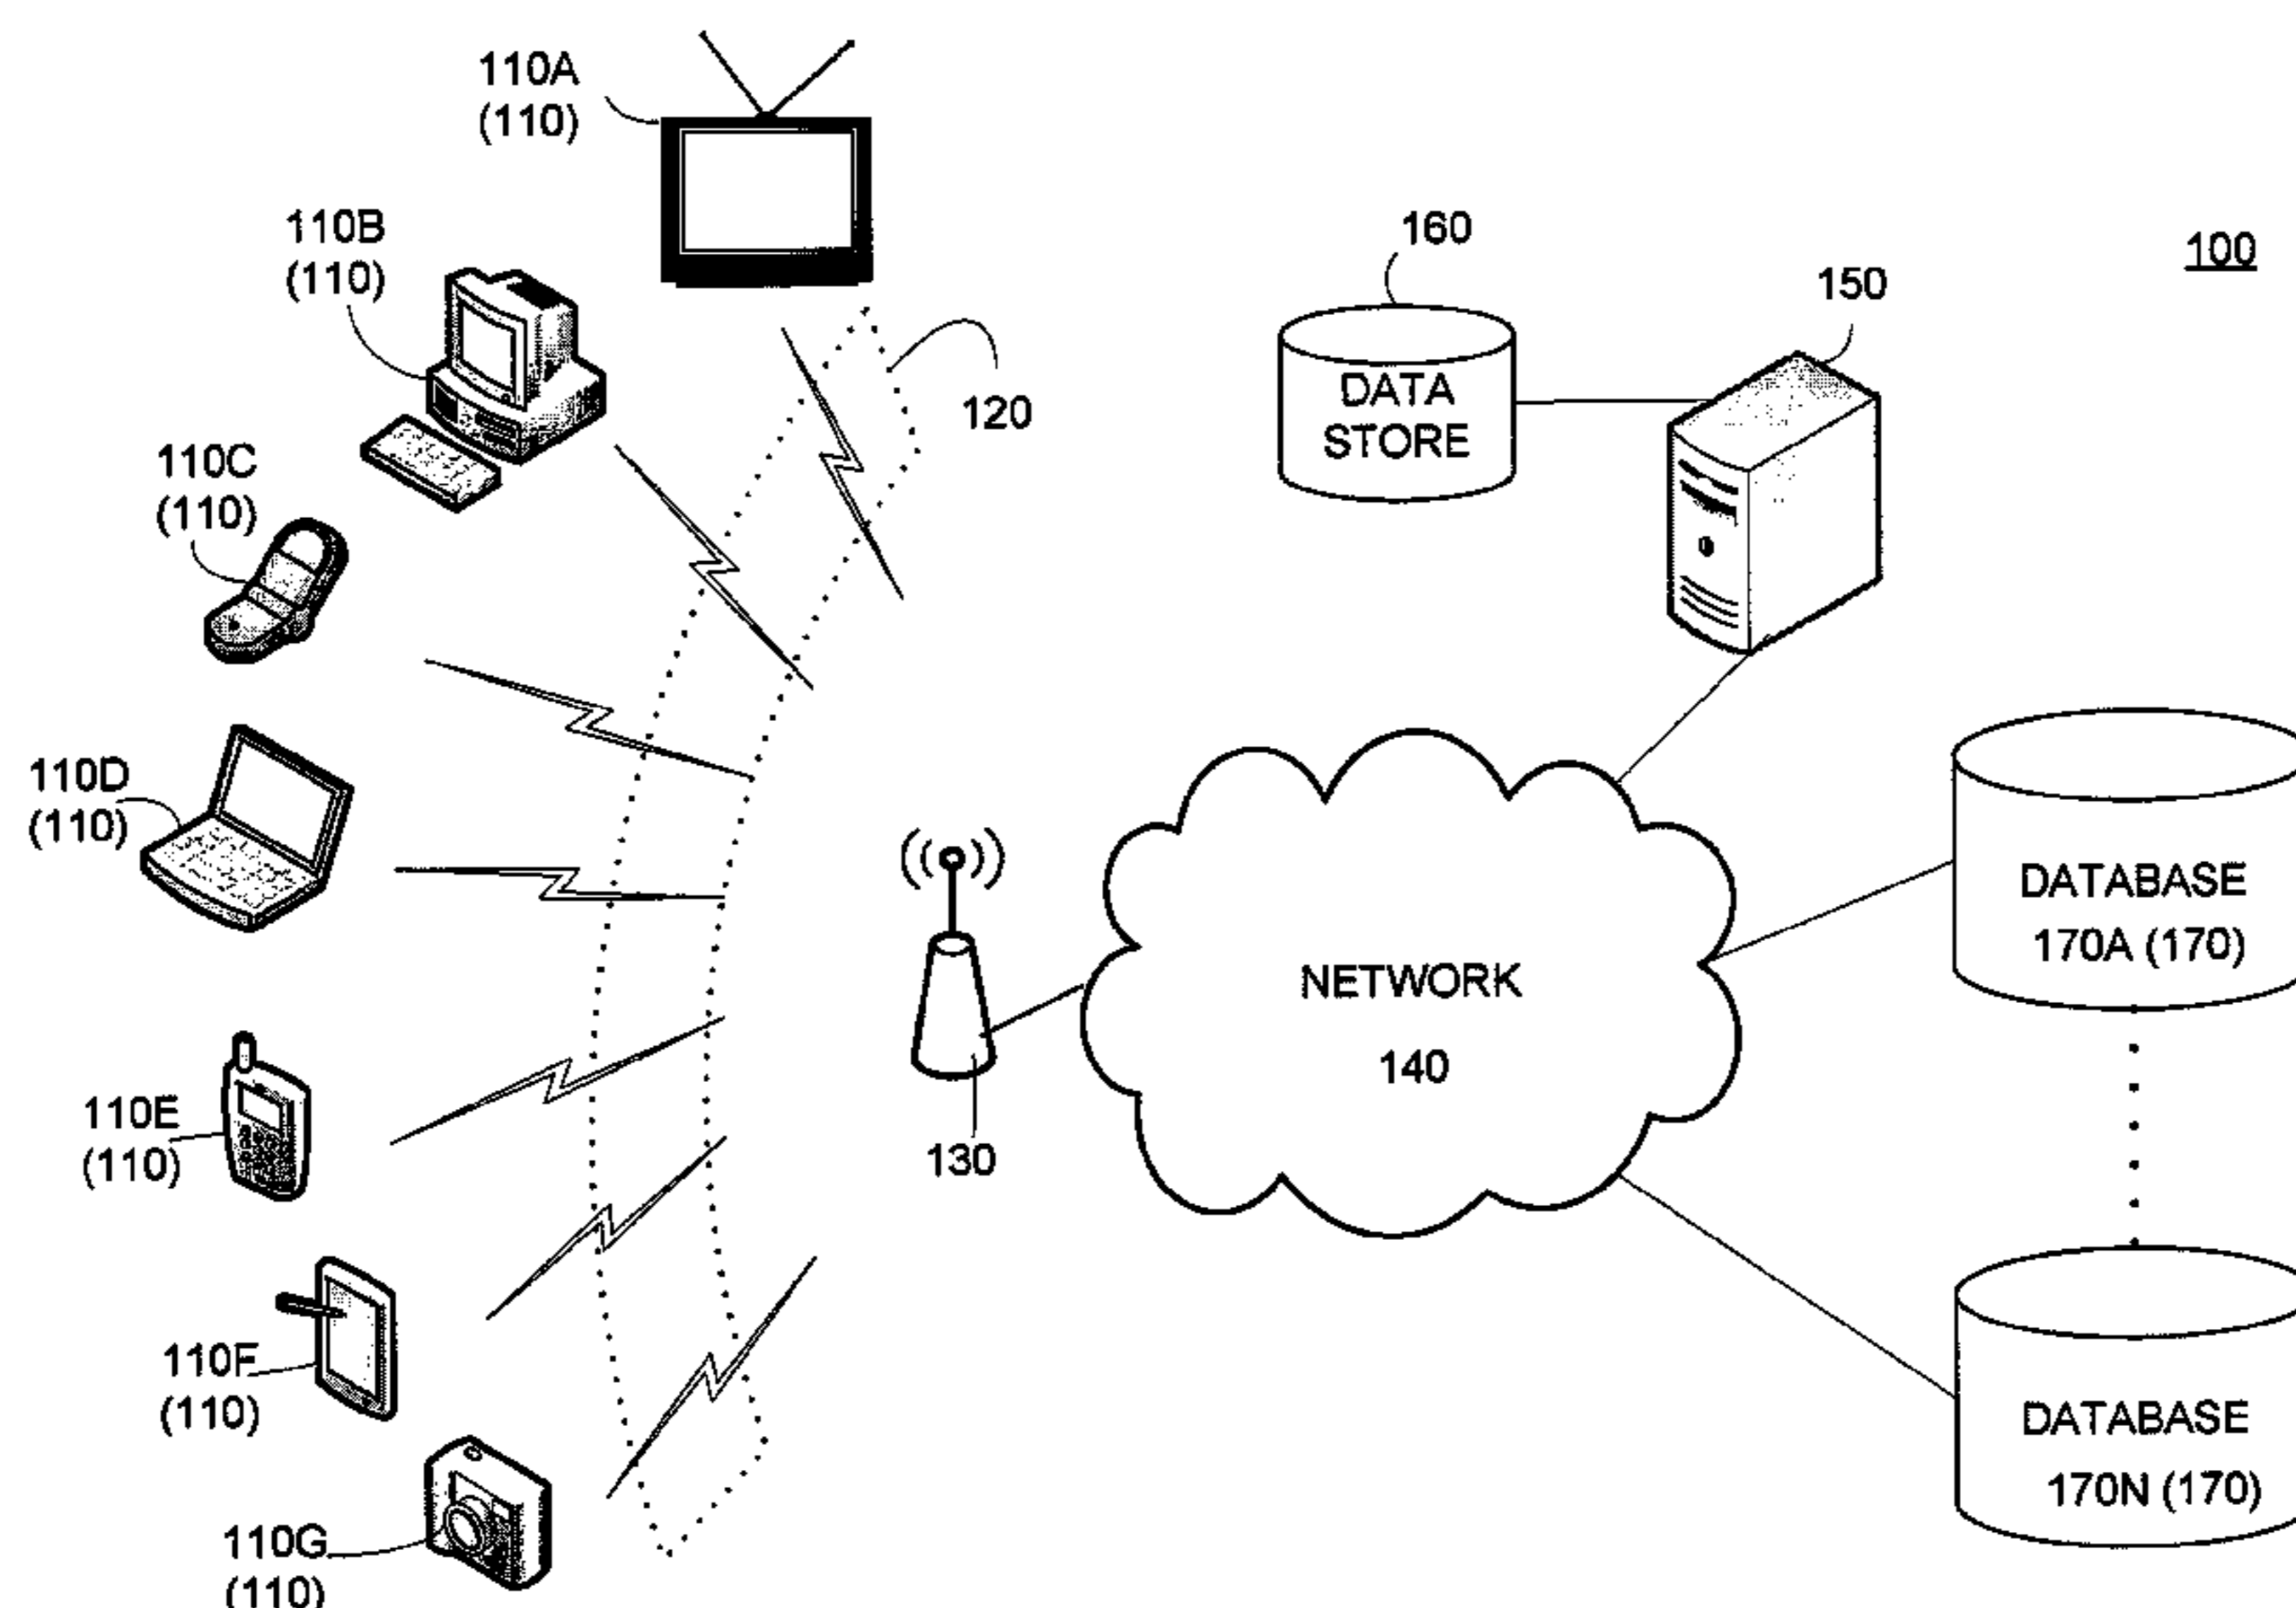 110A
(110)
110B
(110)
110C
(110)
110D
(110)
110E
(110)
110F
(110)
110G
(110)
120
160
DATA
STORE
150
100
130
NETWORK
140
DATABASE
170A (170)
DATABASE
170N (170)